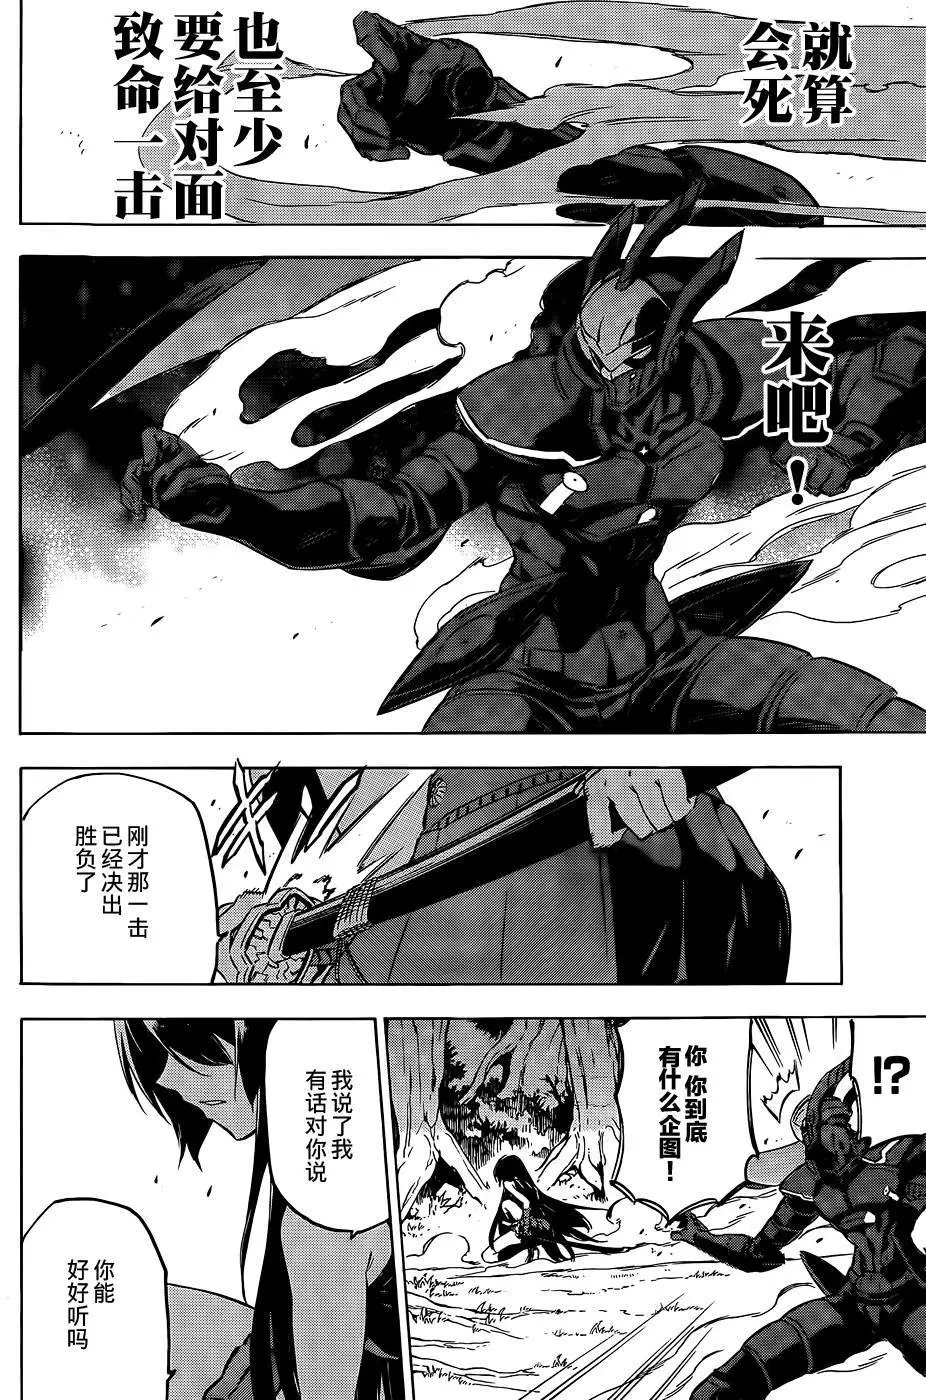 就算
会死
也至少
要给对面
致命一击
来吧！
刚才那一击
已经决出
胜负了
!?
你 你到底
有什么企图！
我说了我
有话对你说
你能
好好听吗